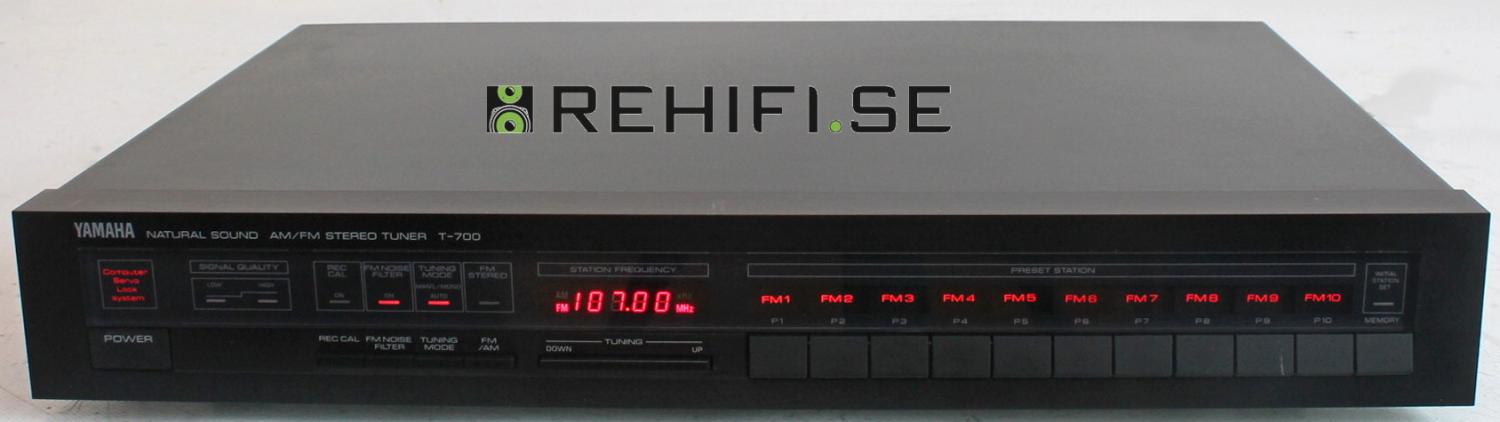 REHIFI.SE
YAMAHA NATURAL SOUND AM/FM STEREO TUNER T-700
Computer
Servo
Lock
System
SIGNAL QUALITY
LOW HIGH
REC
CAL
ON
FM NOISE
FILTER
ON
TUNING
MODE
MAN'L/MONO
AUTO
FM
STEREO
STATION FREQUENCY
AM kHz
FM 107.00 MHz
PRESET STATION
FM1 FM2 FM3 FM4 FM5 FM6 FM7 FM8 FM9 FM10
P1 P2 P3 P4 P5 P6 P7 P8 P9 P10
INITIAL
STATION
SET
MEMORY
POWER
REC CAL
FM NOISE
FILTER
TUNING
MODE
FM
/AM
TUNING
DOWN UP